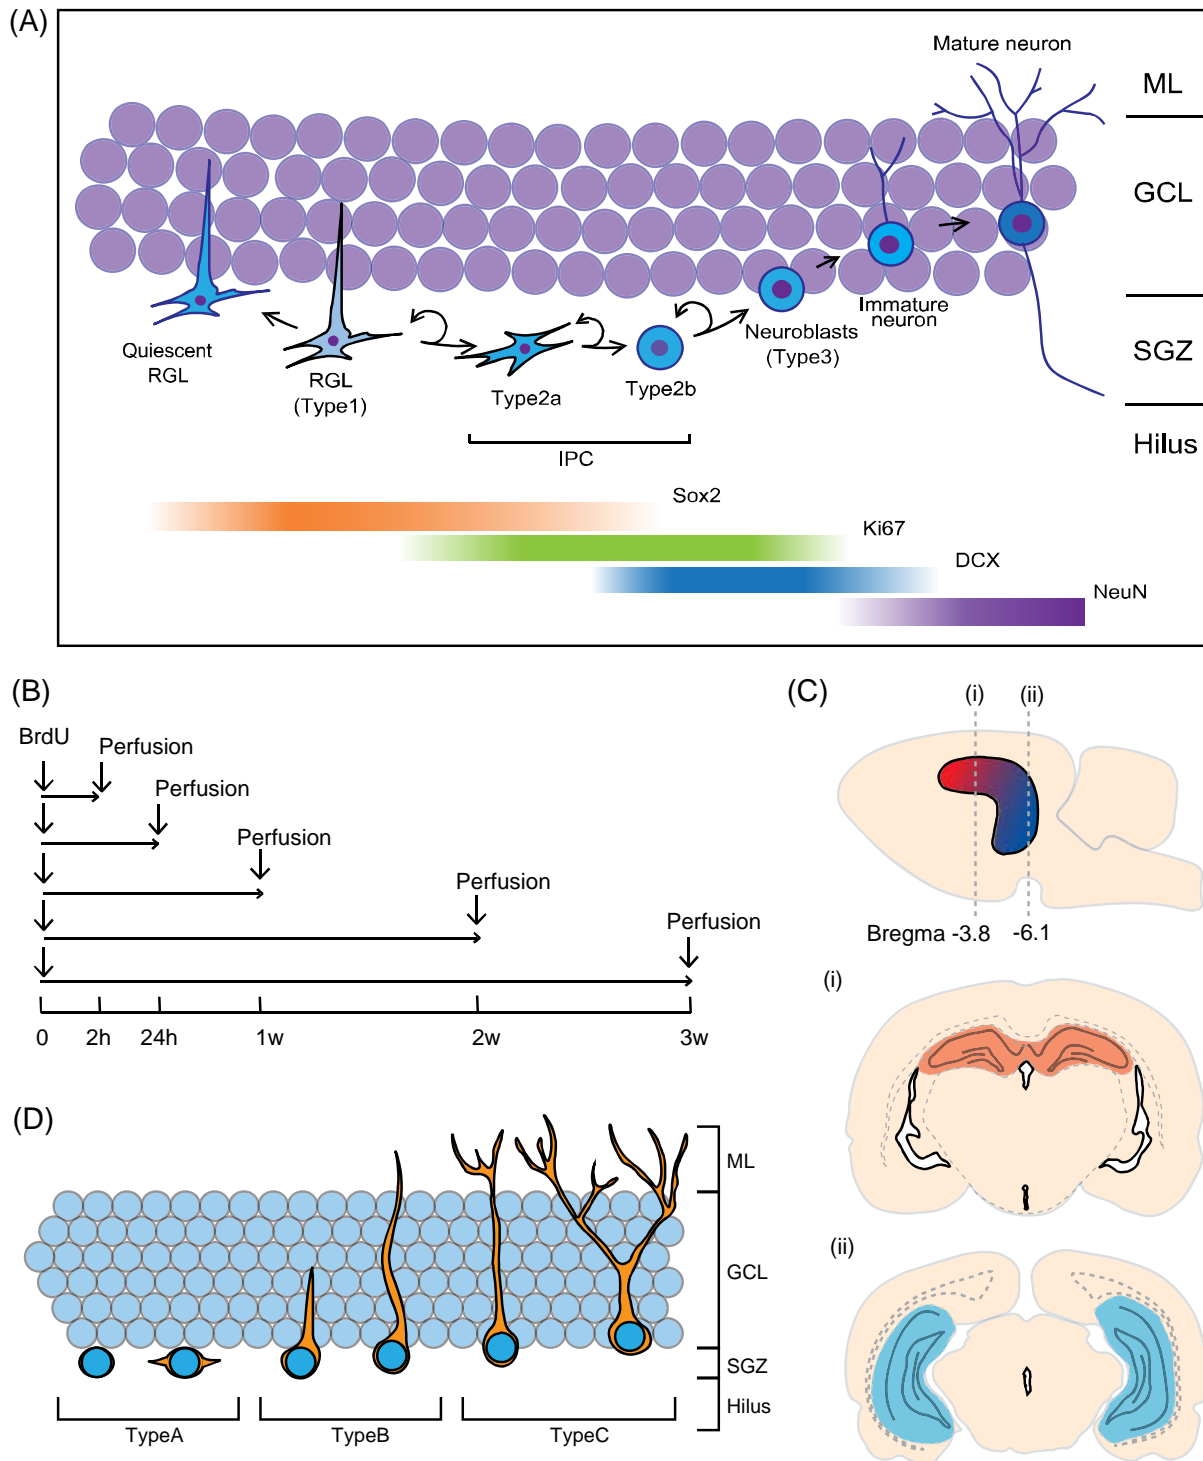 (A)
Mature neuron
ML
GCL
Immature
neuron
Neuroblasts
(Type3)
SGZ
Quiescent
RGL
RGL
(Type1)
Type2a
Type2b
Hilus
IPC
Sox2
Ki67
DCX
NeuN
(B)
BrdU
Perfusion
Perfusion
Perfusion
Perfusion
Perfusion
0 2h 24h 1w 2w 3w
(C)
(i) (ii)
Bregma -3.8 -6.1
(i)
(ii)
(D)
ML
GCL
SGZ
Hilus
TypeA TypeB TypeC